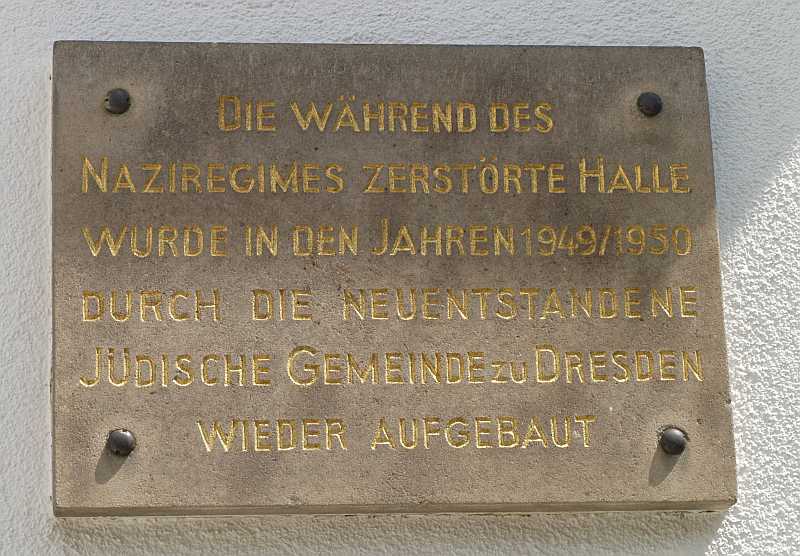 DIE WÄHREND DES
NAZIREGIMES ZERSTÖRTE HALLE
WURDE IN DEN JAHREN 1949/1950
DURCH DIE NEUENTSTANDENE
JÜDISCHE GEMEINDE ZU DRESDEN
WIEDER AUFGEBAUT